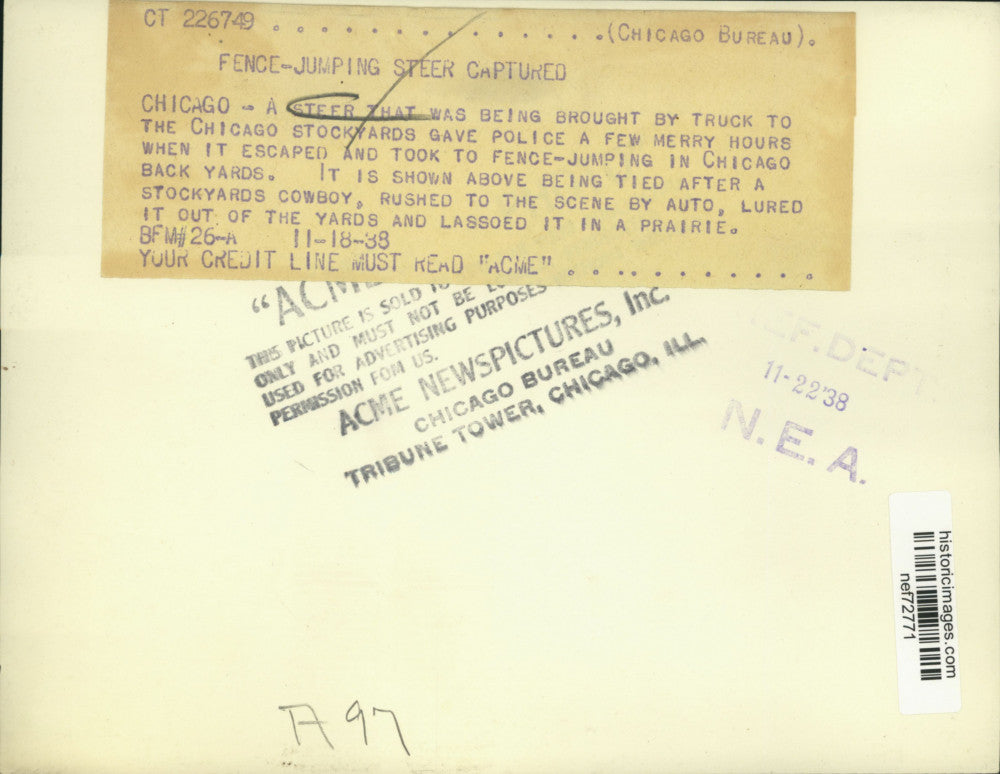 CT 226749 . . . . . . . . . . . . . . (CHICAGO BUREAU).
FENCE-JUMPING STEER CAPTURED
CHICAGO - A STEER THAT WAS BEING BROUGHT BY TRUCK TO
THE CHICAGO STOCKYARDS GAVE POLICE A FEW MERRY HOURS
WHEN IT ESCAPED AND TOOK TO FENCE-JUMPING IN CHICAGO
BACK YARDS. IT IS SHOWN ABOVE BEING TIED AFTER A
STOCKYARDS COWBOY, RUSHED TO THE SCENE BY AUTO, LURED
IT OUT OF THE YARDS AND LASSOED IT IN A PRAIRIE.
BFM#26-A 11-18-38
YOUR CREDIT LINE MUST READ "ACME" . . . . . . . . . . .
"ACME
THIS PICTURE IS SOLD TO
ONLY AND MUST NOT BE
USED FOR ADVERTISING PURPOSES
PERMISSION FOM US.
ACME NEWSPICTURES, Inc.
CHICAGO BUREAU
TRIBUNE TOWER, CHICAGO, ILL.
DEPT
11-22'38
N.E.A.
historicimages.com
nef72771
A 97